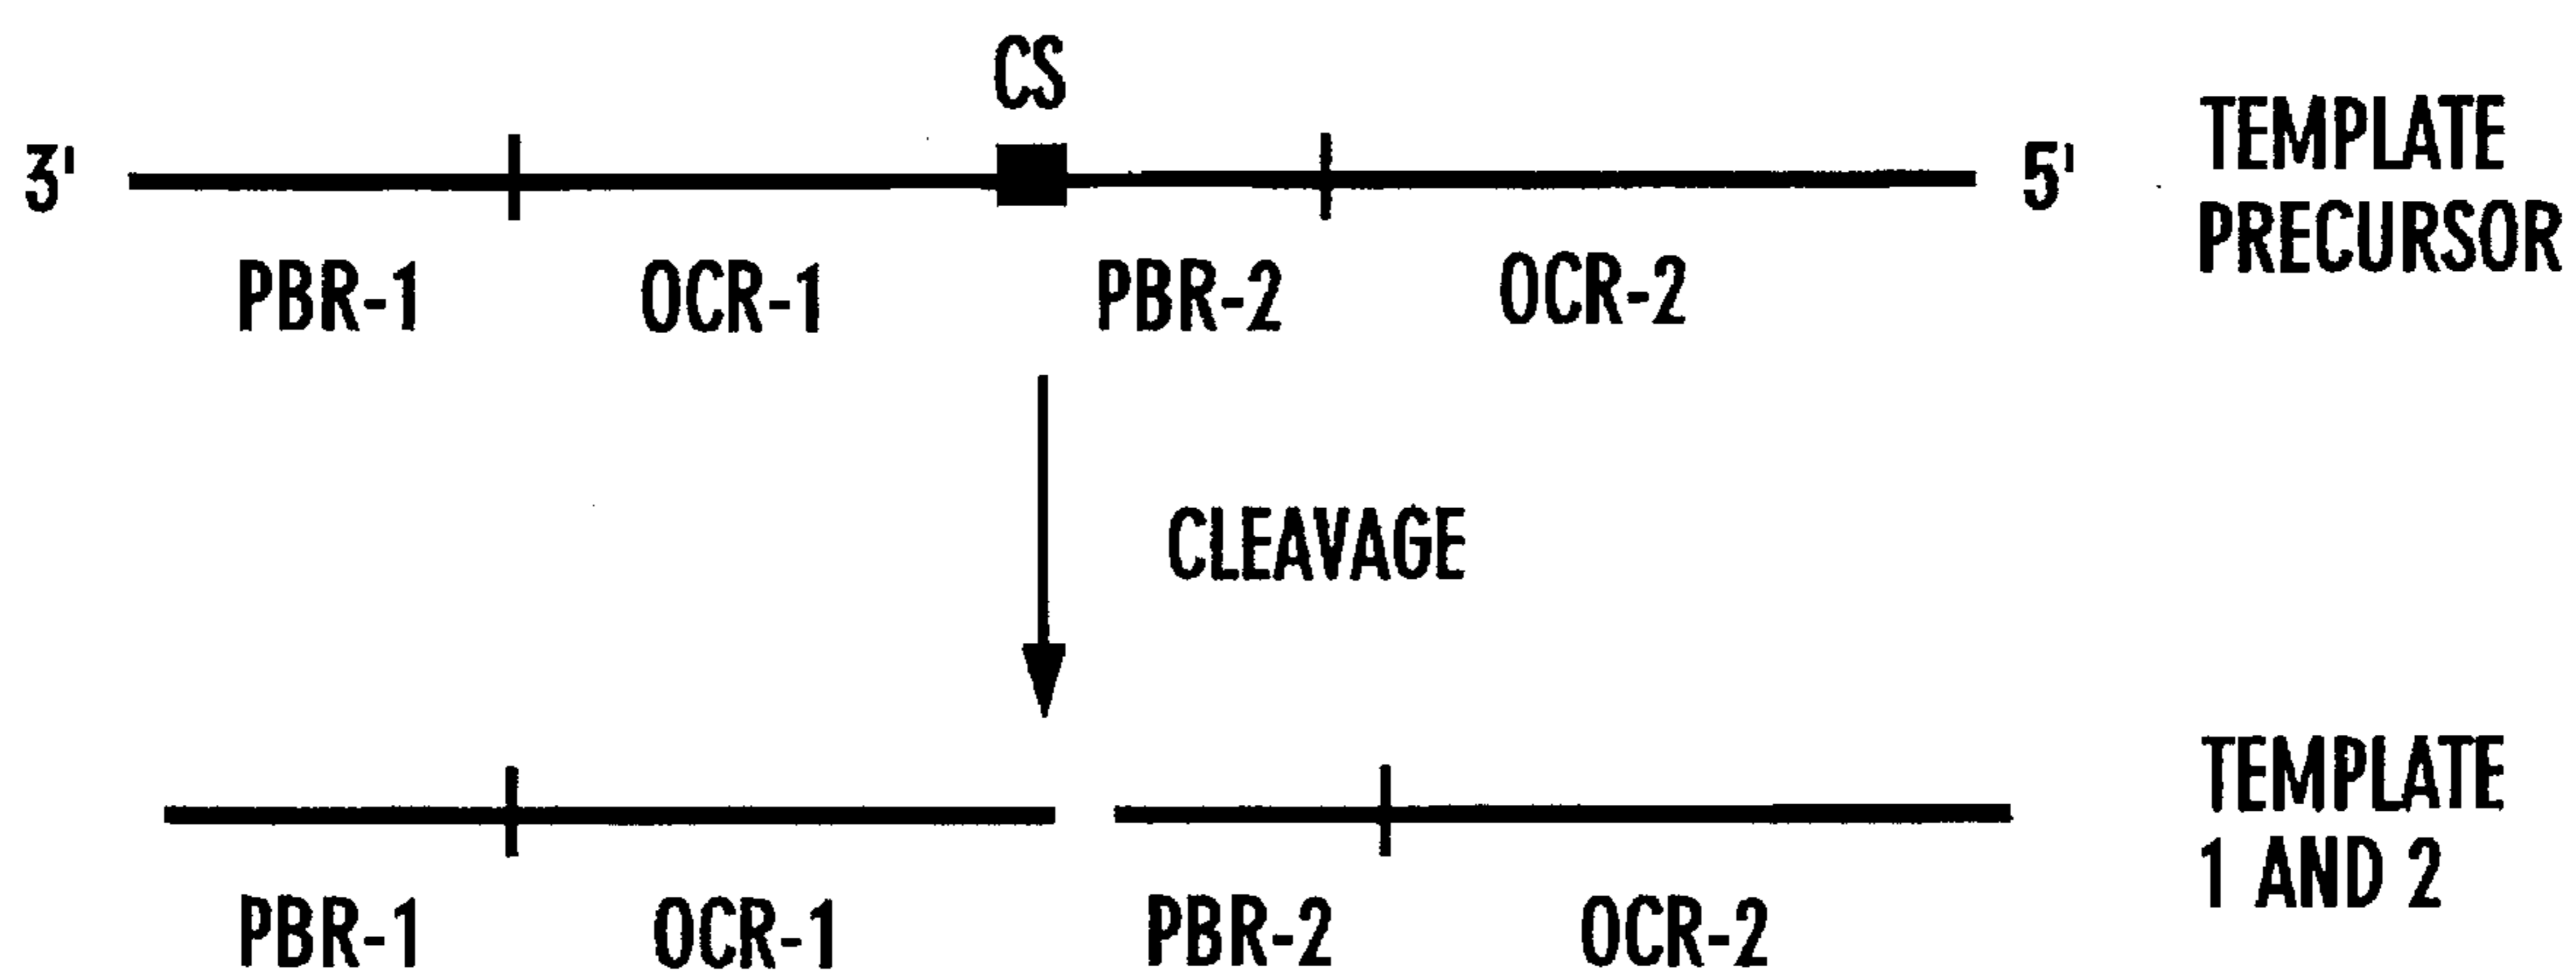 CS
3' 5' TEMPLATE
PRECURSOR
PBR-1 OCR-1 PBR-2 OCR-2
CLEAVAGE
TEMPLATE
1 AND 2
PBR-1 OCR-1 PBR-2 OCR-2